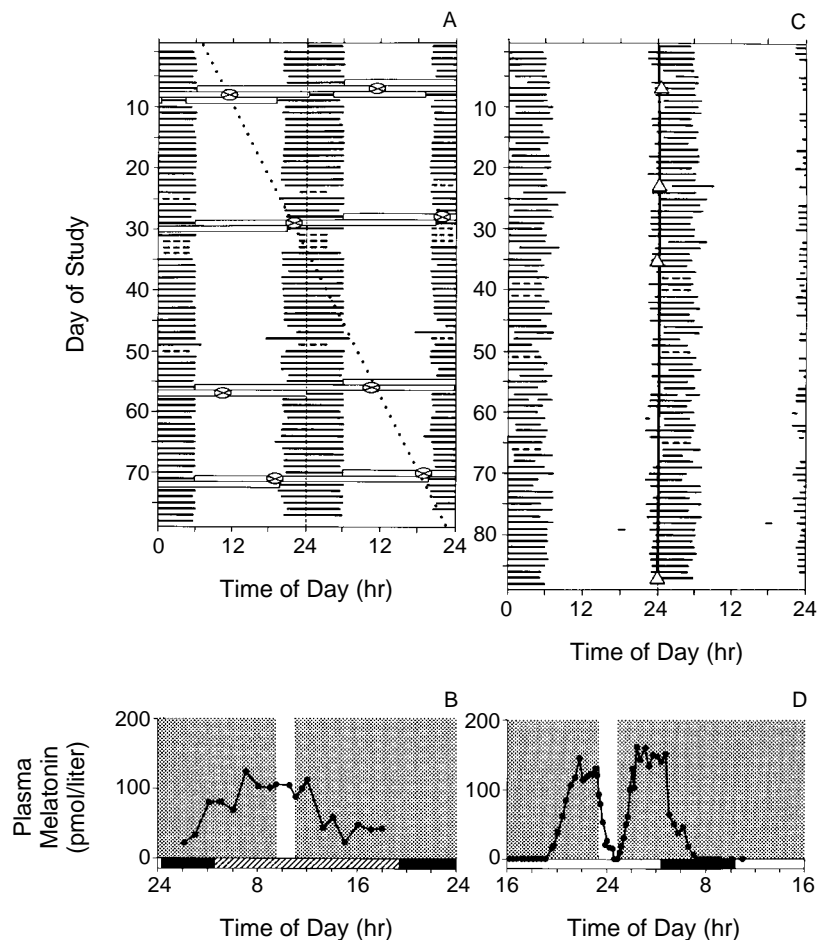 A
C
10
20
30
40
50
60
70
Day of Study
0 12 24 12 24
Time of Day (hr)
10
20
30
40
50
60
70
80
0 12 24 12 24
Time of Day (hr)
B
D
200
100
0
Plasma
Melatonin
(pmol/liter)
24 8 16 24
Time of Day (hr)
200
100
0
16 24 8 16
Time of Day (hr)